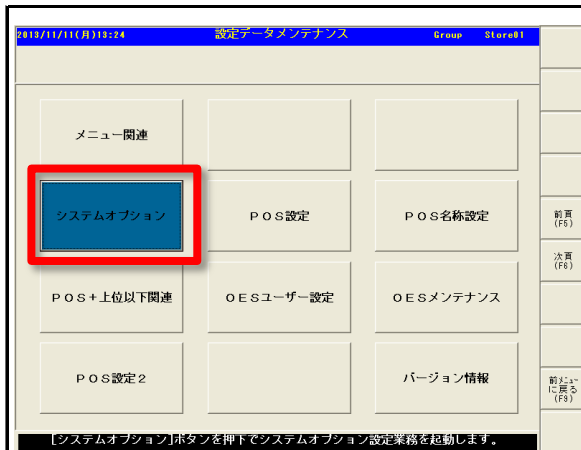 2013/11/11(月)13:24 設定データメンテナンス Group Store01
メニュー関連
システムオプション POS設定 POS名称設定
前頁
(F5)
次頁
(F6)
POS+上位以下関連 OESユーザー設定 OESメンテナンス
POS設定2 バージョン情報
前メニュー
に戻る
(F9)
[システムオプション]ボタンを押下でシステムオプション設定業務を起動します。